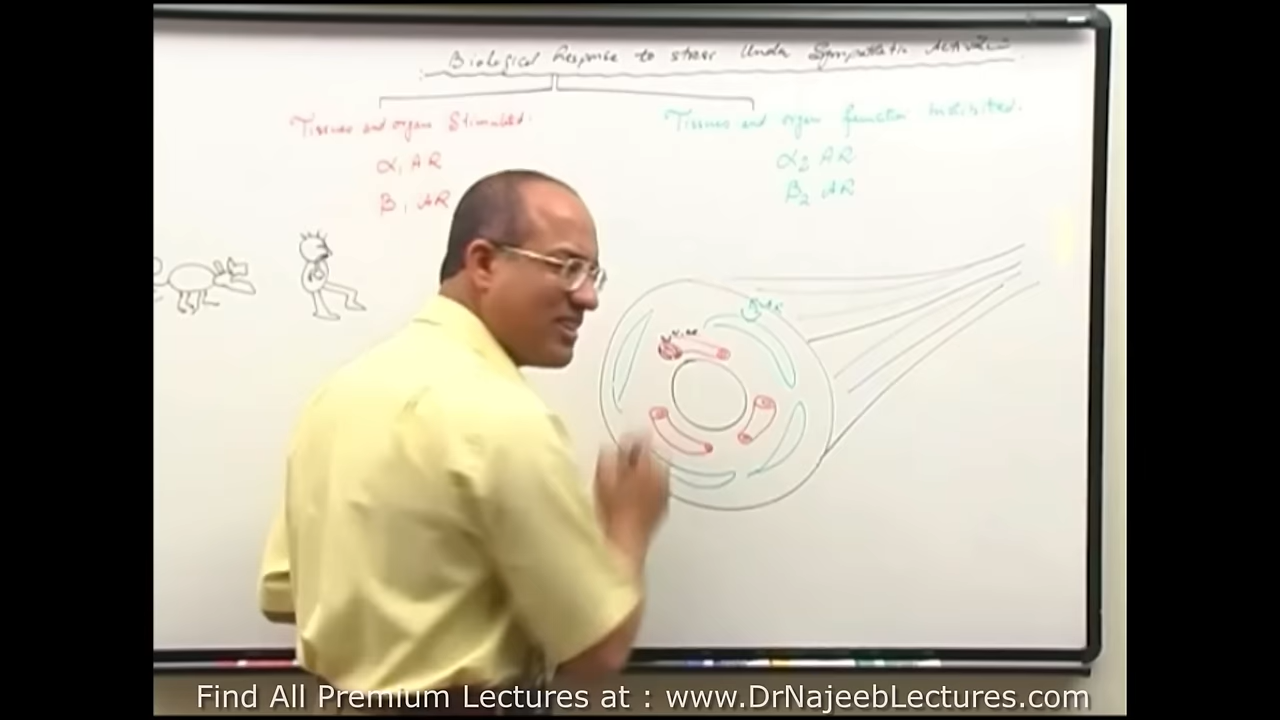 Biological Response to stress Under Sympathetic
Tissues and organs Stimulated.
Tissues and organ function Inhibited.
α₁ AR
α₂ AR
β₁ AR
β₂ AR
Find All Premium Lectures at : www.DrNajeebLectures.com